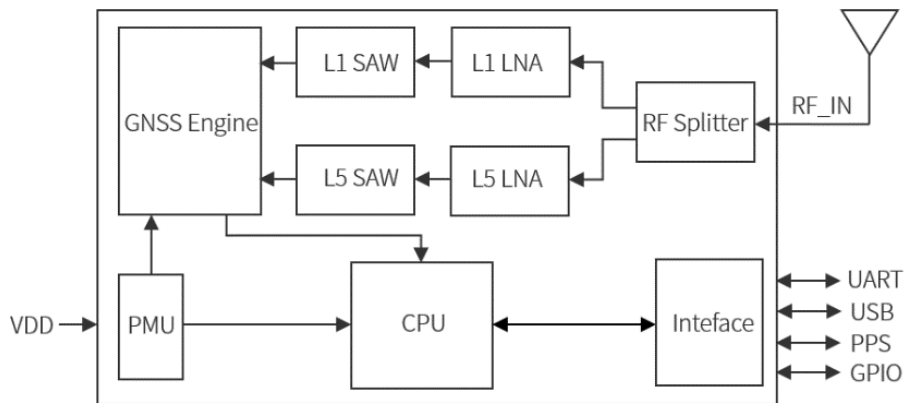 GNSS Engine
L1 SAW
L1 LNA
RF Splitter
RF_IN
L5 SAW
L5 LNA
VDD
PMU
CPU
Inteface
UART
USB
PPS
GPIO